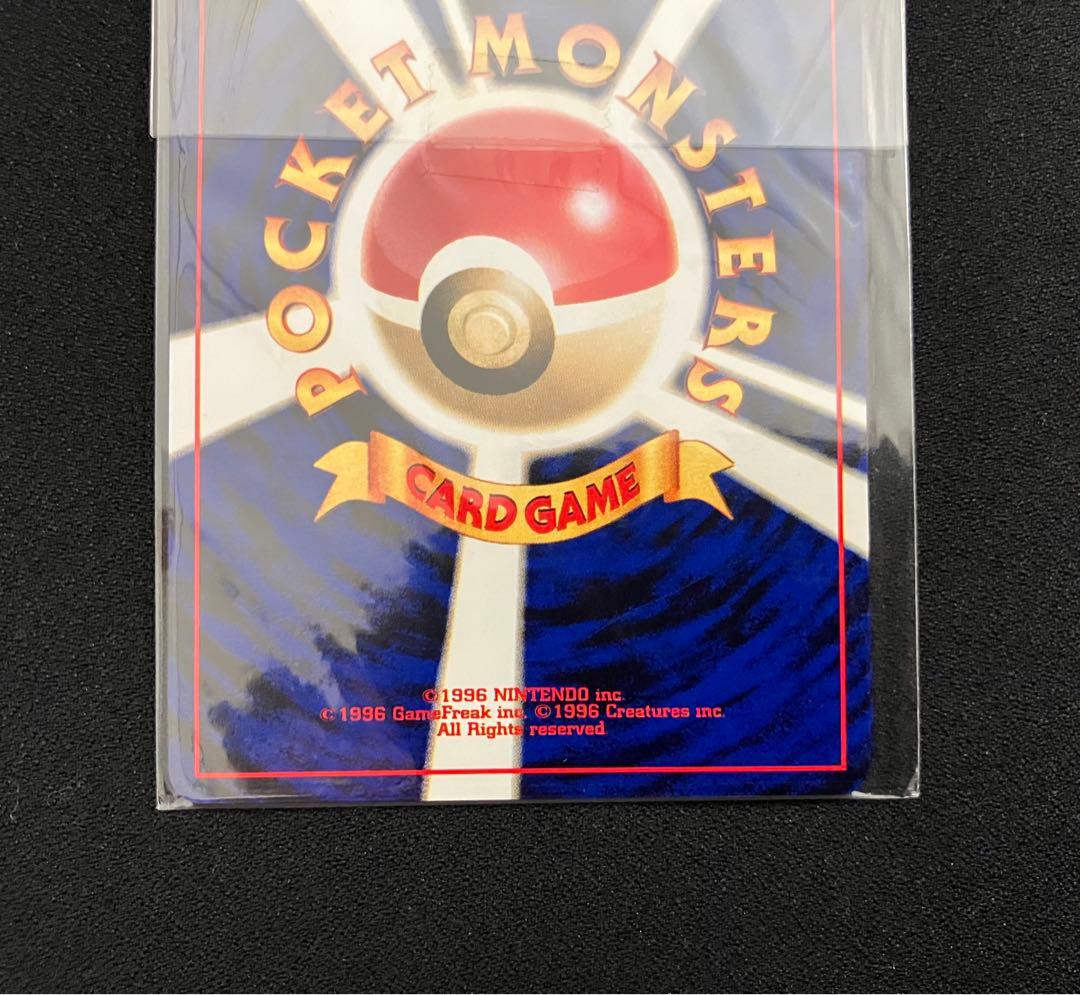 POCKET MONSTERS
CARD GAME
©1996 NINTENDO inc.
©1996 GameFreak inc. ©1996 Creatures inc.
All Rights reserved